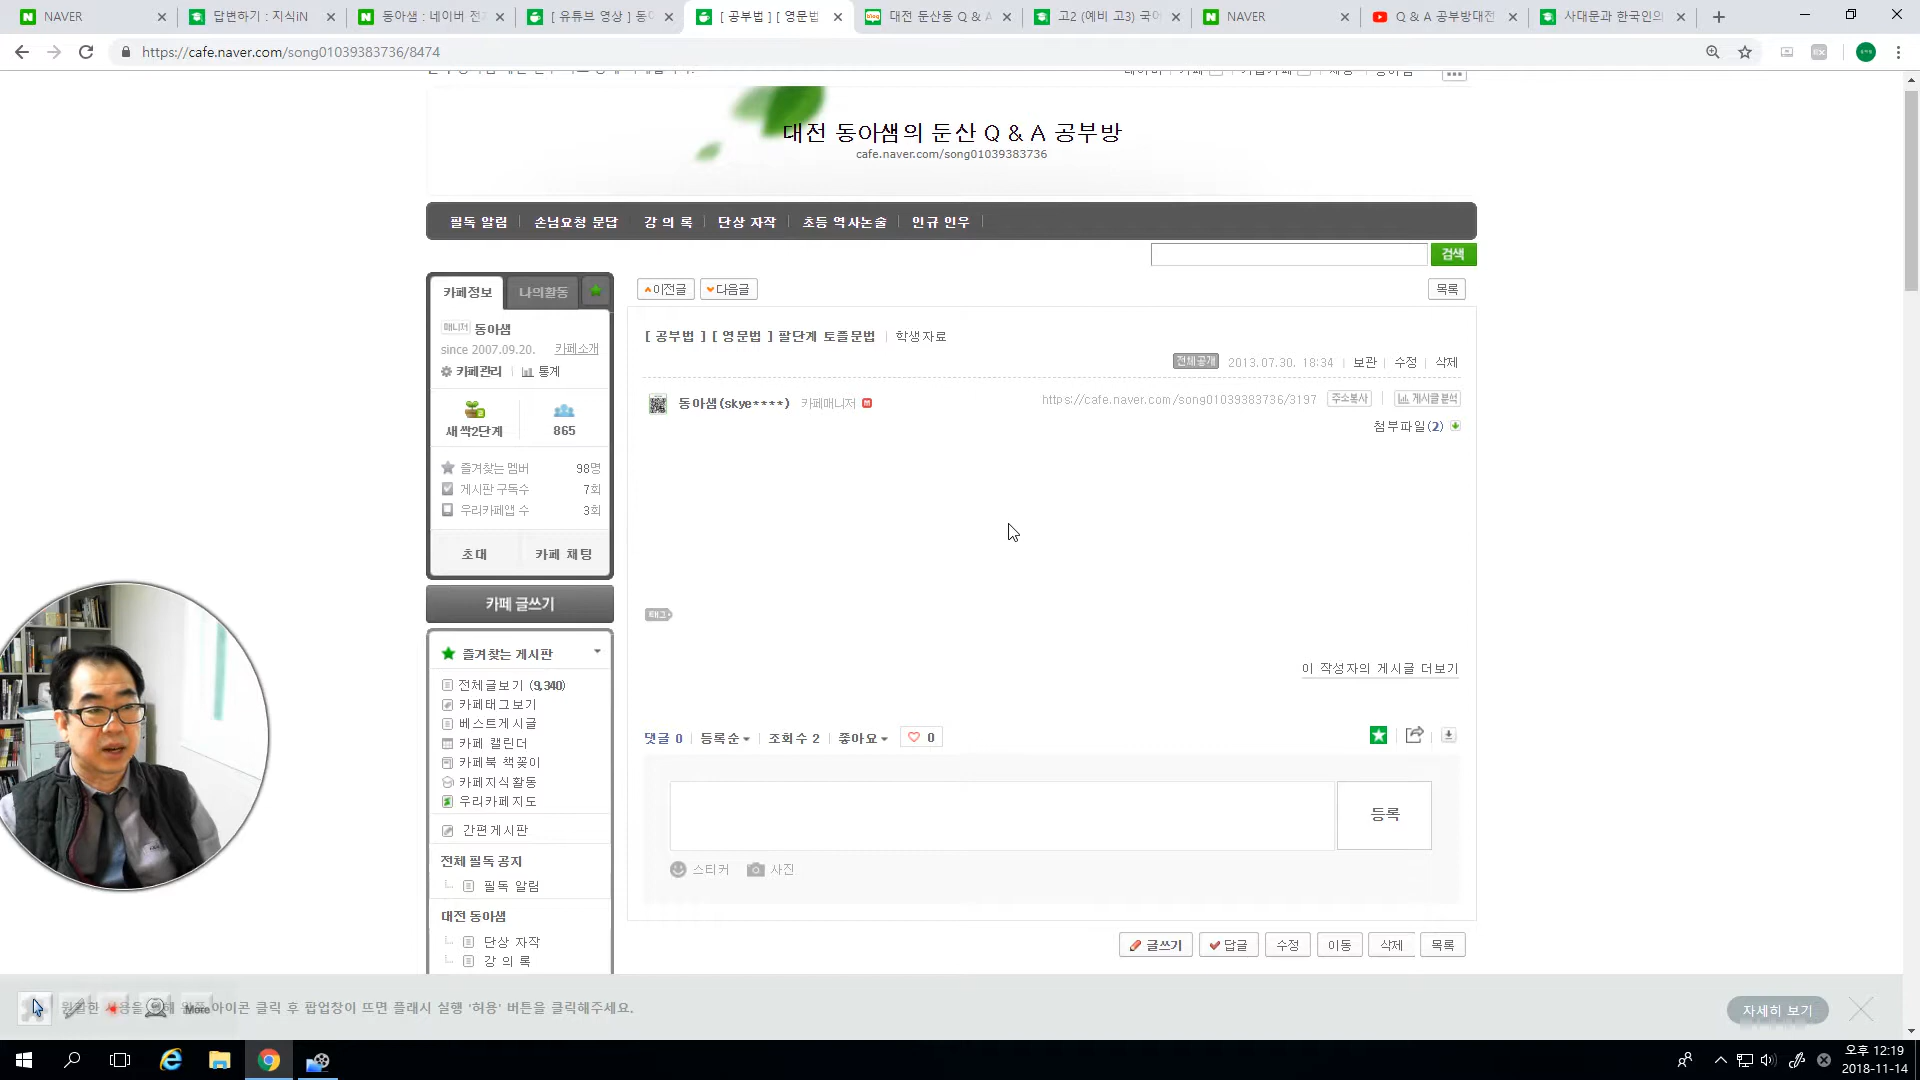 NAVER
답변하기 : 지식iN
동아샘 : 네이버 전
[ 유튜브 영상 ] 동
[ 공부법 ] [ 영문법
대전 둔산동 Q & A
고2 (예비 고3) 국어
NAVER
Q & A 공부방대전
사대문과 한국인의
https://cafe.naver.com/song01039383736/8474
대전 동아샘의 둔산 Q & A 공부방
cafe.naver.com/song01039383736
필독 알림 손님요청 문답 강 의 록 단상 자작 초등 역사논술 인규 인우
검색
카페정보 나의활동
이전글 다음글 목록
매니저 동아샘
since 2007.09.20. 카페소개
카페관리 통계
새싹2단계 865
즐겨찾는 멤버 98명
게시판 구독수 7회
우리카페앱 수 3회
초대 카페 채팅
카페 글쓰기
즐겨찾는 게시판
전체글보기 (9,340)
카페태그보기
베스트게시글
카페 캘린더
카페북 책꽂이
카페지식활동
우리카페지도
간편게시판
전체 필독 공지
필독 알림
대전 동아샘
단상 자작
강 의 록
[ 공부법 ] [ 영문법 ] 팔단계 토플문법 학생자료
전체공개 2013.07.30. 18:34 보관 수정 삭제
동아샘(skye****) 카페매니저
https://cafe.naver.com/song01039383736/3197 주소복사 게시글 분석
첨부파일(2)
태그
이 작성자의 게시글 더보기
댓글 0 등록순 조회수 2 좋아요 0
등록
스티커 사진
글쓰기 답글 수정 이동 삭제 목록
아이콘 클릭 후 팝업창이 뜨면 플래시 실행 '허용' 버튼을 클릭해주세요.
More
자세히 보기
오후 12:19
2018-11-14